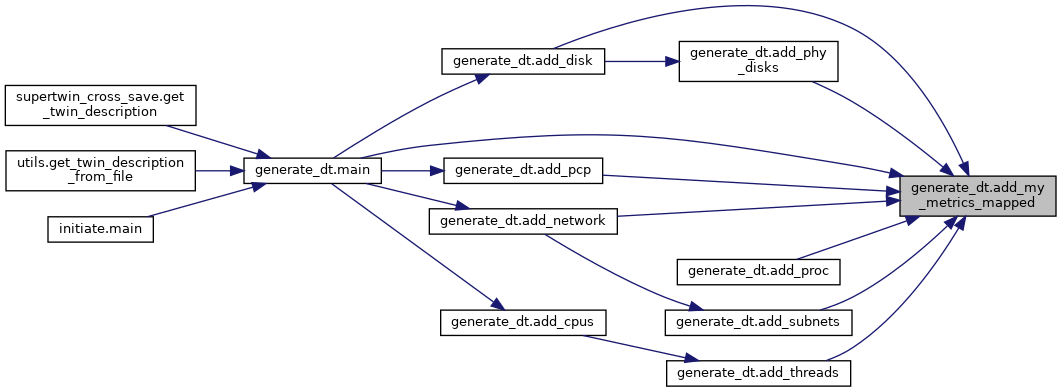 generate_dt.add_disk
generate_dt.add_phy
_disks
supertwin_cross_save.get
_twin_description
utils.get_twin_description
_from_file
initiate.main
generate_dt.main
generate_dt.add_pcp
generate_dt.add_network
generate_dt.add_my
_metrics_mapped
generate_dt.add_proc
generate_dt.add_cpus
generate_dt.add_subnets
generate_dt.add_threads